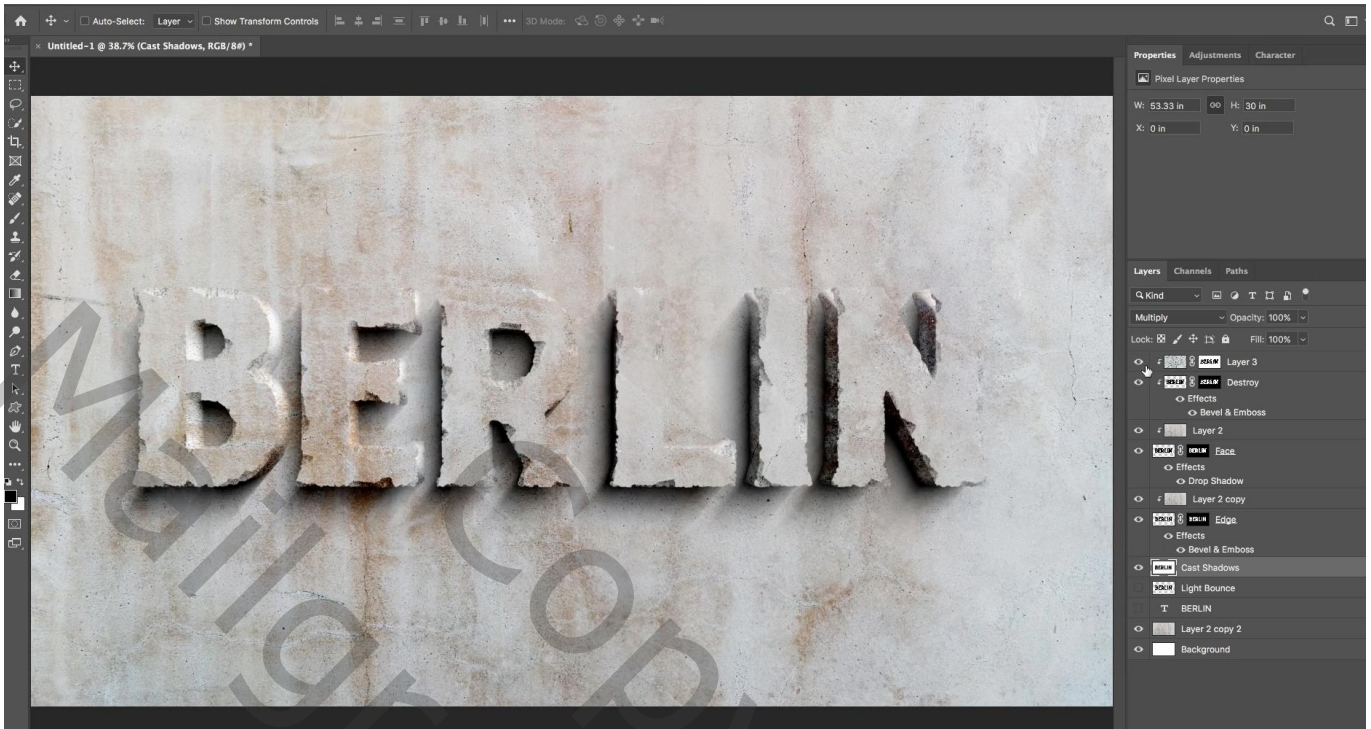 Auto-Select: Layer Show Transform Controls ••• 3D Mode:
× Untitled-1 @ 38.7% (Cast Shadows, RGB/8#) *
Properties Adjustments Character
Pixel Layer Properties
W: 53.33 in H: 30 in
X: 0 in Y: 0 in
BERLIN
Layers Channels Paths
Kind
Multiply Opacity: 100%
Lock: Fill: 100%
Layer 3
Destroy
Effects
Bevel & Emboss
Layer 2
Face
Effects
Drop Shadow
Layer 2 copy
Edge
Effects
Bevel & Emboss
Cast Shadows
Light Bounce
T BERLIN
Layer 2 copy 2
Background